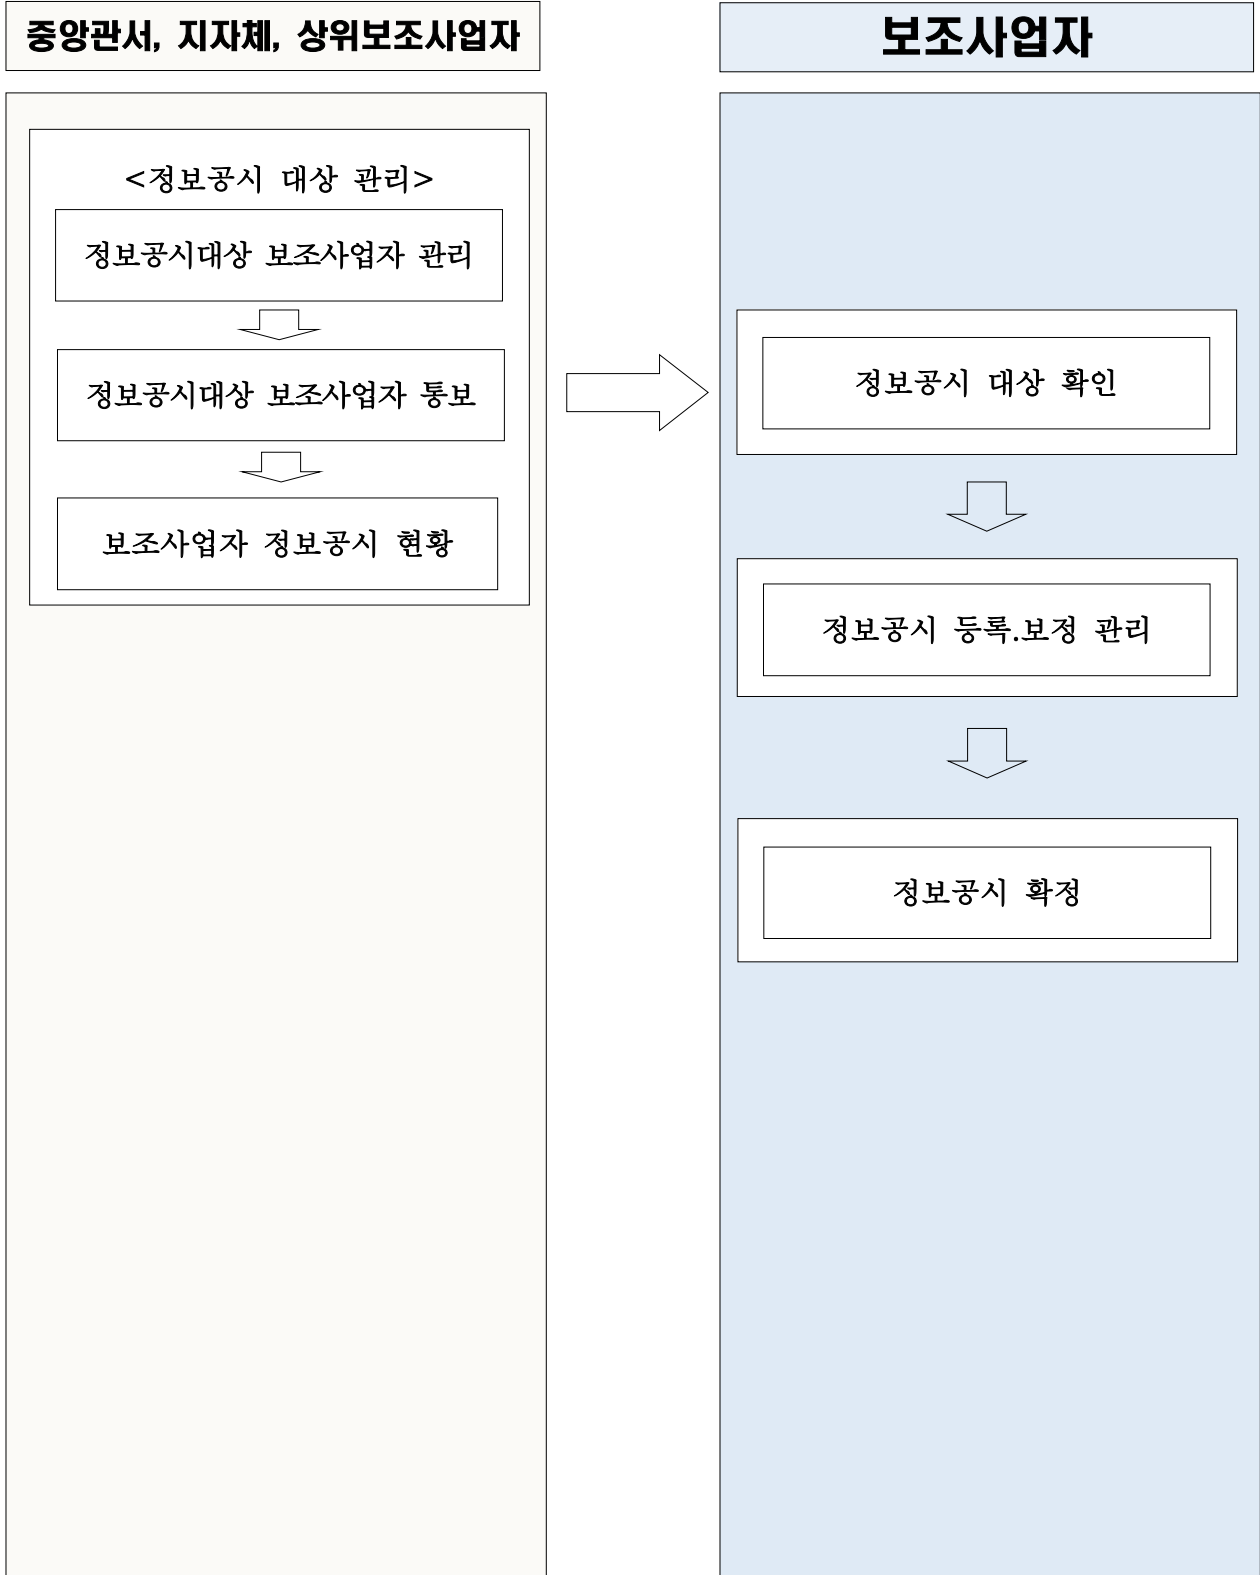 중앙관서, 지자체, 상위보조사업자
보조사업자
<정보공시 대상 관리>
정보공시대상 보조사업자 관리
정보공시대상 보조사업자 통보
보조사업자 정보공시 현황
정보공시 대상 확인
정보공시 등록.보정 관리
정보공시 확정